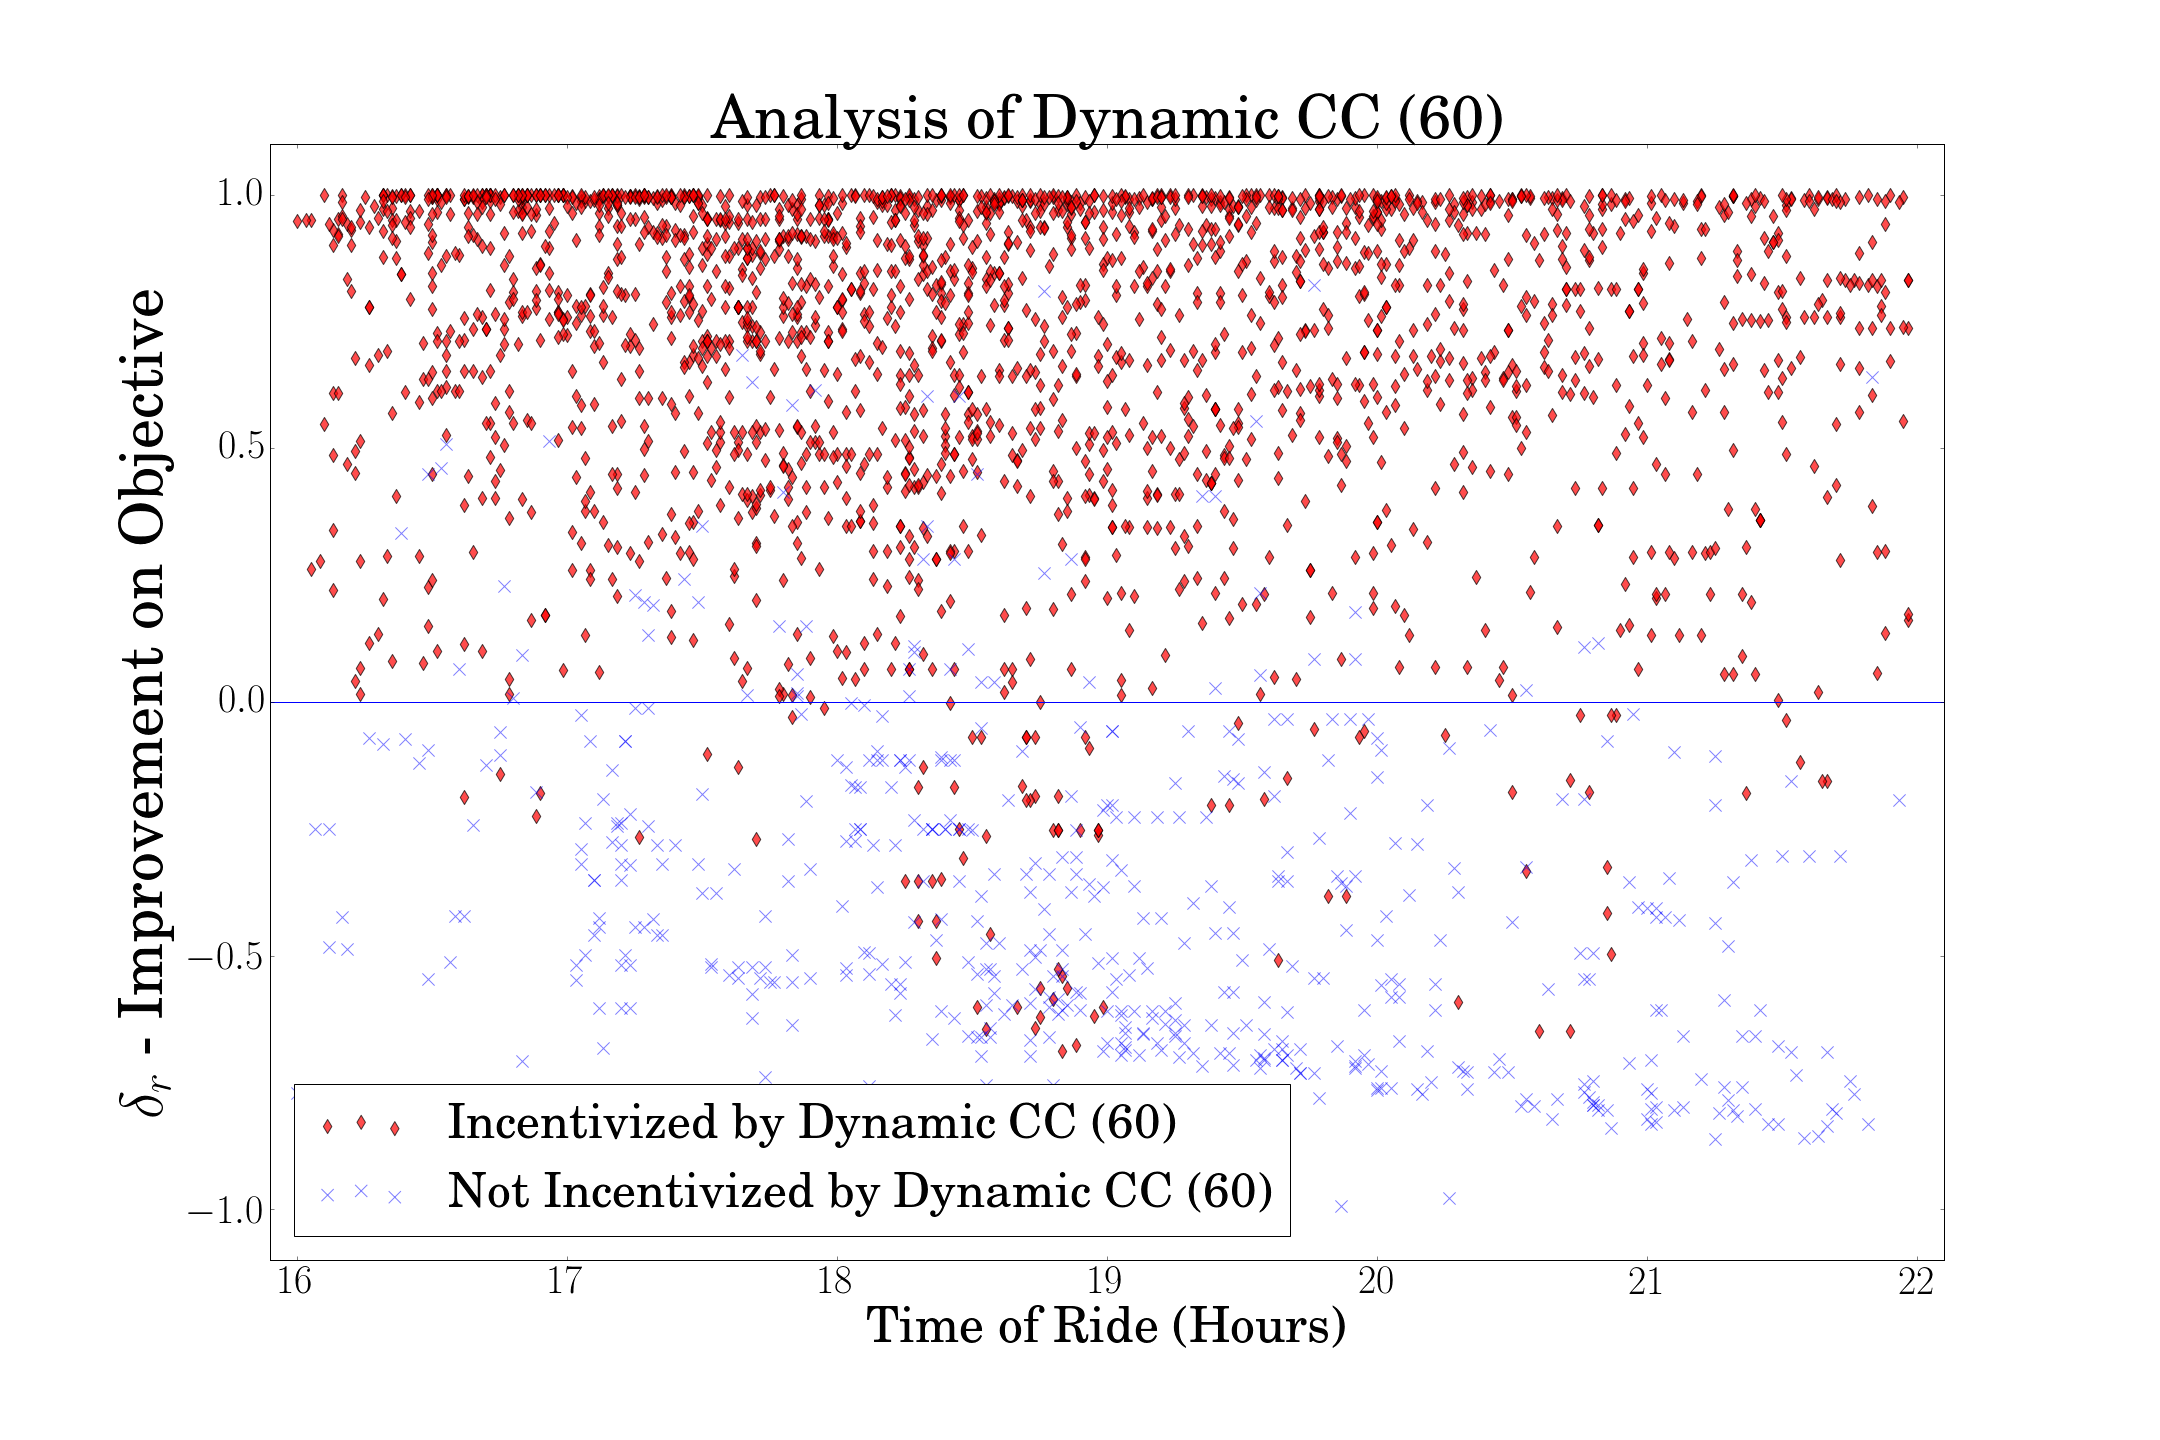 Analysis of Dynamic CC (60)
δr - Improvement on Objective
1.0
0.5
0.0
−0.5
−1.0
Incentivized by Dynamic CC (60)
Not Incentivized by Dynamic CC (60)
16 17 18 19 20 21 22
Time of Ride (Hours)